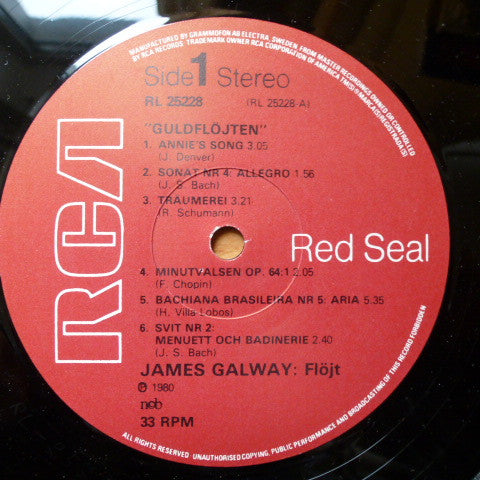 MANUFACTURED BY GRAMMOFON AB ELECTRA, SWEDEN FROM MASTER RECORDINGS OWNED OR CONTROLLED
BY RCA RECORDS TRADEMARK OWNER RCA CORPORATION OF AMERICA TM(S)® MARCA(S) REGISTRADA(S)
Side 1 Stereo
RL 25228 (RL 25228-A)
RCA
"GULDFLÖJTEN"
1. ANNIE'S SONG 3.05
(J. Denver)
2. SONAT NR 4: ALLEGRO 1.56
(J. S. Bach)
3. TRAUMEREI 3.21
(R. Schumann)
Red Seal
4. MINUTVALSEN OP. 64:1 2.05
(F. Chopin)
5. BACHIANA BRASILEIRA NR 5: ARIA 5.35
(H. Villa Lobos)
6. SVIT NR 2:
MENUETT OCH BADINERIE 2.40
(J. S. Bach)
JAMES GALWAY: Flöjt
℗ 1980
ncb
33 RPM
ALL RIGHTS RESERVED UNAUTHORISED COPYING, PUBLIC PERFORMANCE AND BROADCASTING OF THIS RECORD FORBIDDEN